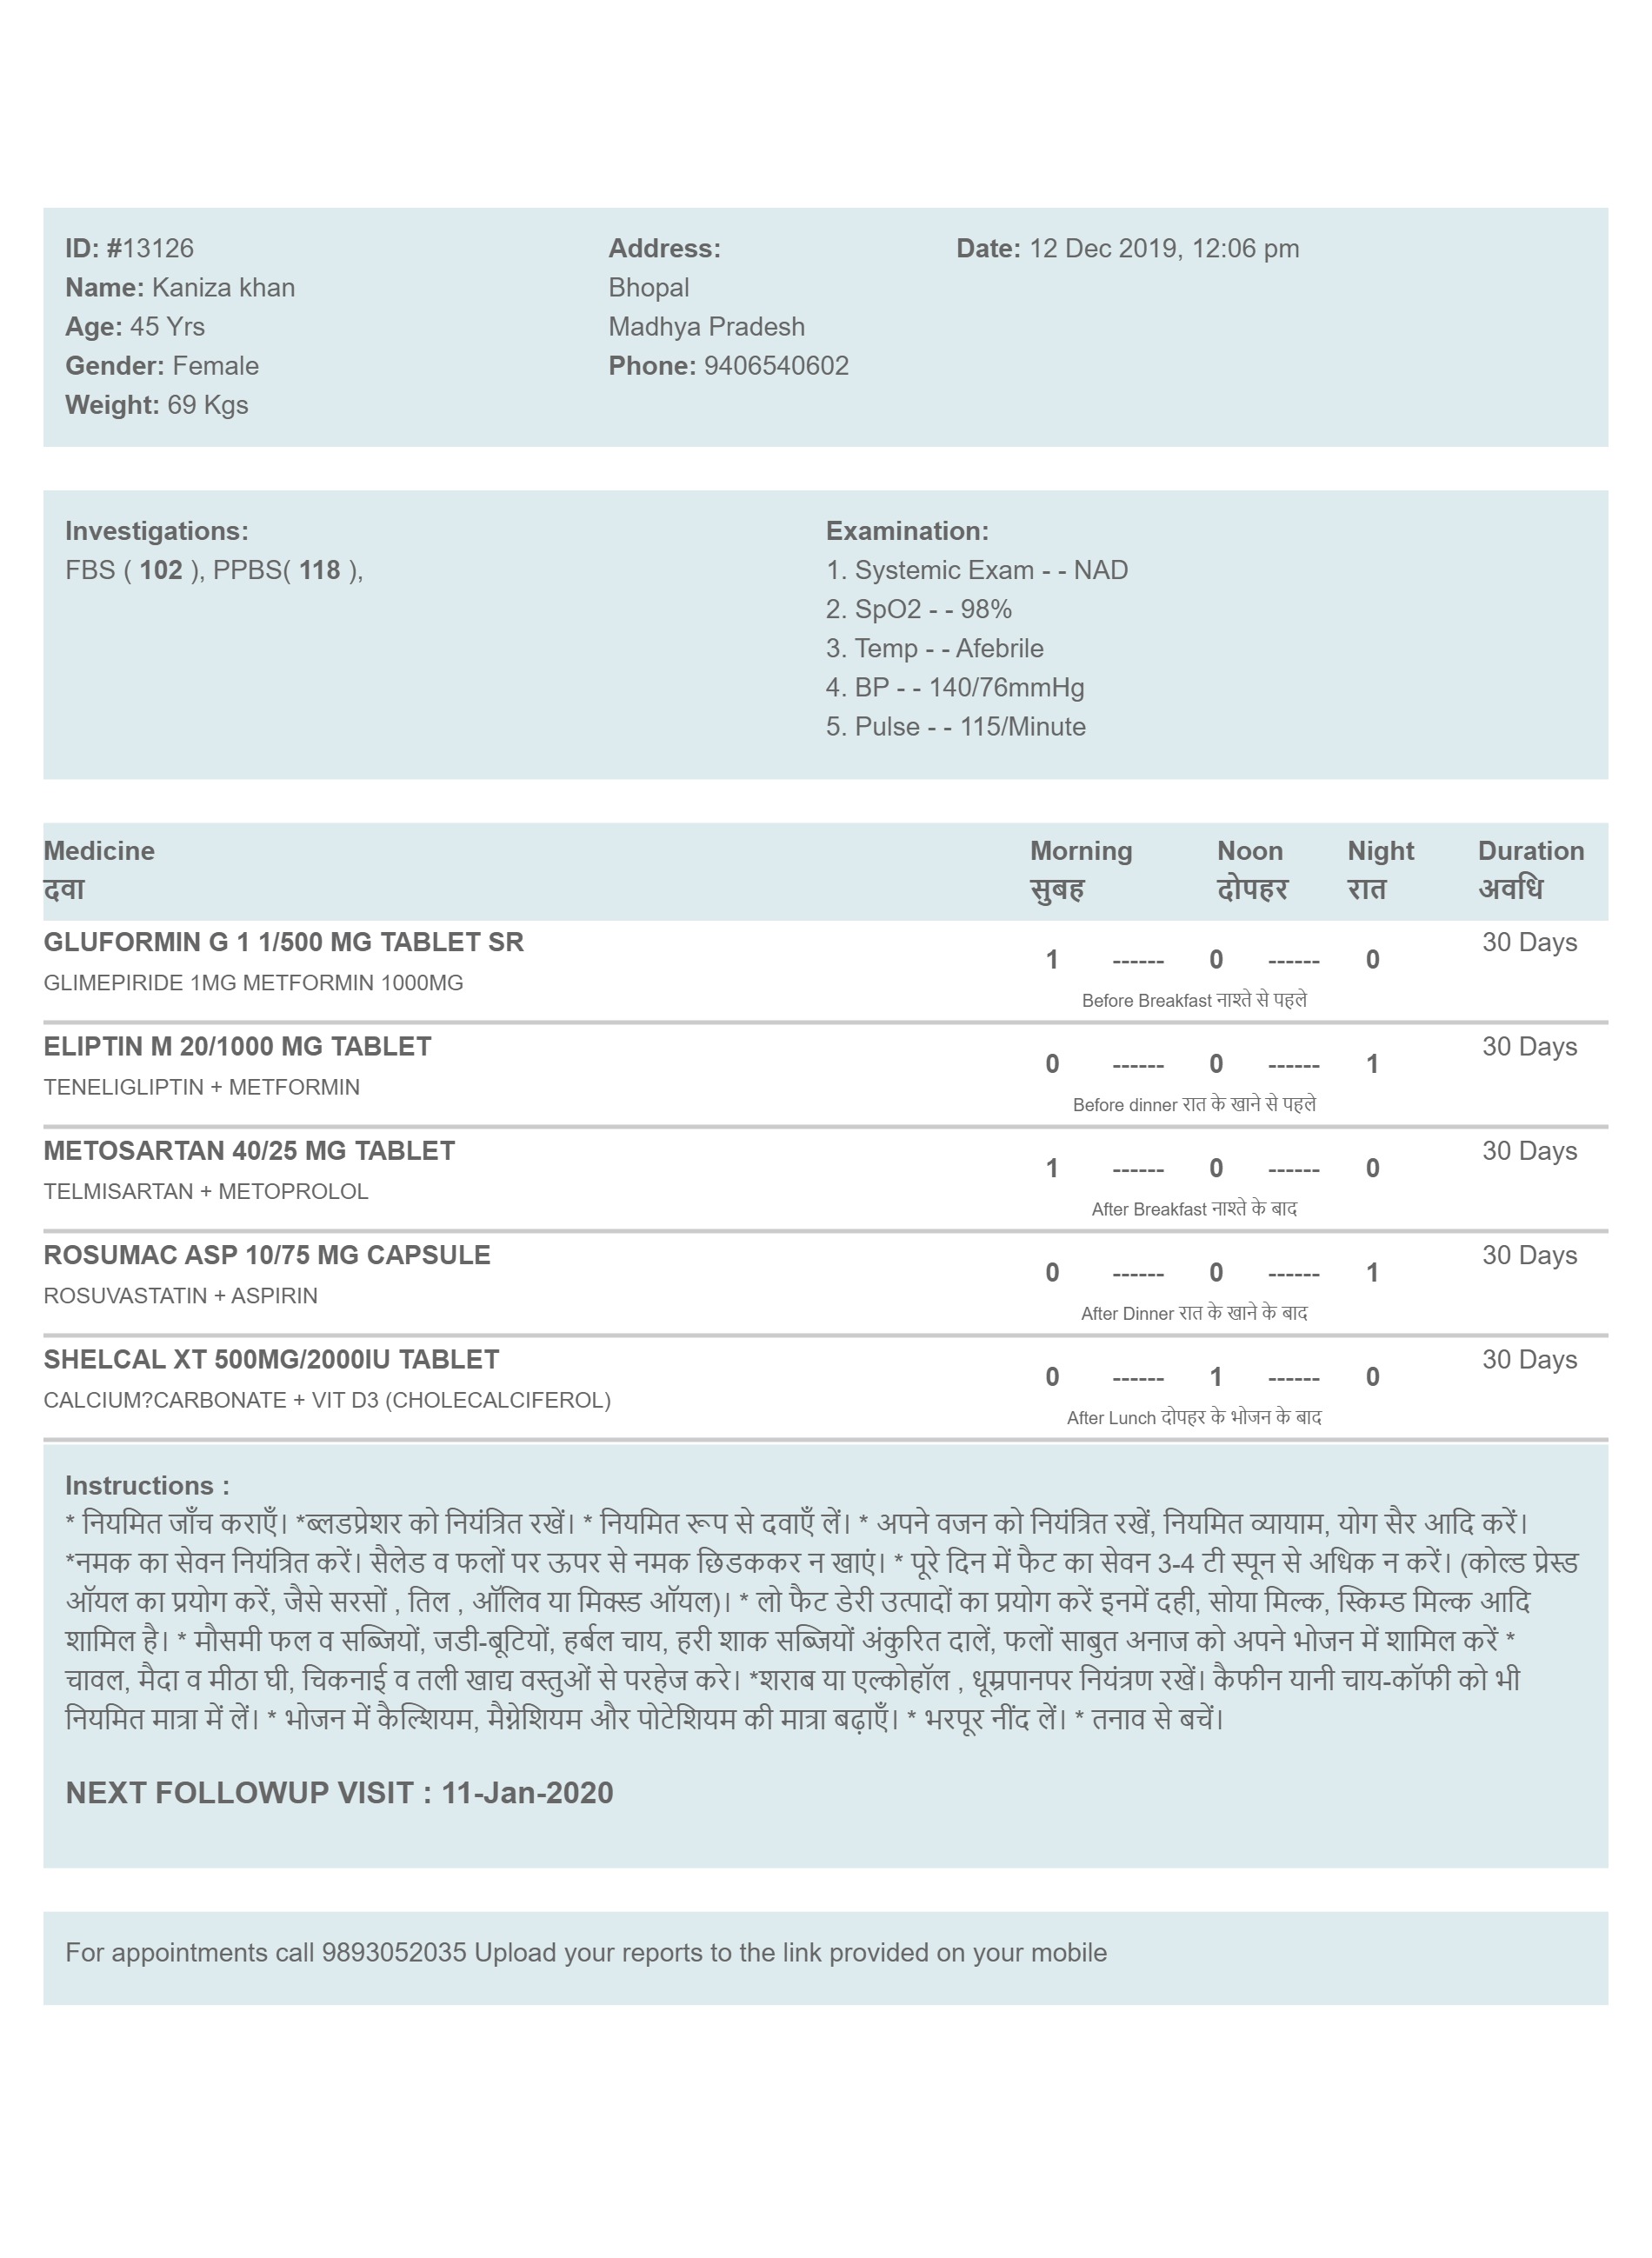 ID: #13126 Address: Date: 12 Dec 2019, 12:06 pm
Name: Kaniza khan Bhopal
Age: 45 Yrs Madhya Pradesh
Gender: Female Phone: 9406540602
Weight: 69 Kgs
Investigations:
FBS ( 102 ), PPBS( 118 ),
Examination:
1. Systemic Exam - - NAD
2. SpO2 - - 98%
3. Temp - - Afebrile
4. BP - - 140/76mmHg
5. Pulse - - 115/Minute
Medicine Morning Noon Night Duration
दवा सुबह दोपहर रात अवधि
GLUFORMIN G 1 1/500 MG TABLET SR 30 Days
1 ------ 0 ------ 0
GLIMEPIRIDE 1MG METFORMIN 1000MG
Before Breakfast नाश्ते से पहले
ELIPTIN M 20/1000 MG TABLET 30 Days
0 ------ 0 ------ 1
TENELIGLIPTIN + METFORMIN
Before dinner रात के खाने से पहले
METOSARTAN 40/25 MG TABLET 30 Days
1 ------ 0 ------ 0
TELMISARTAN + METOPROLOL
After Breakfast नाश्ते के बाद
ROSUMAC ASP 10/75 MG CAPSULE 30 Days
0 ------ 0 ------ 1
ROSUVASTATIN + ASPIRIN
After Dinner रात के खाने के बाद
SHELCAL XT 500MG/2000IU TABLET 30 Days
0 ------ 1 ------ 0
CALCIUM?CARBONATE + VIT D3 (CHOLECALCIFEROL)
After Lunch दोपहर के भोजन के बाद
Instructions :
* नियमित जाँच कराएँ। *ब्लडप्रेशर को नियंत्रित रखें। * नियमित रूप से दवाएँ लें। * अपने वजन को नियंत्रित रखें, नियमित व्यायाम, योग सैर आदि करें।
*नमक का सेवन नियंत्रित करें। सैलेड व फलों पर ऊपर से नमक छिडककर न खाएं। * पूरे दिन में फैट का सेवन 3-4 टी स्पून से अधिक न करें। (कोल्ड प्रेस्ड
ऑयल का प्रयोग करें, जैसे सरसों , तिल , ऑलिव या मिक्स्ड ऑयल)। * लो फैट डेरी उत्पादों का प्रयोग करें इनमें दही, सोया मिल्क, स्किम्ड मिल्क आदि
शामिल है। * मौसमी फल व सब्जियों, जडी-बूटियों, हर्बल चाय, हरी शाक सब्जियों अंकुरित दालें, फलों साबुत अनाज को अपने भोजन में शामिल करें *
चावल, मैदा व मीठा घी, चिकनाई व तली खाद्य वस्तुओं से परहेज करे। *शराब या एल्कोहॉल , धूम्रपानपर नियंत्रण रखें। कैफीन यानी चाय-कॉफी को भी
नियमित मात्रा में लें। * भोजन में कैल्शियम, मैग्नेशियम और पोटेशियम की मात्रा बढ़ाएँ। * भरपूर नींद लें। * तनाव से बचें।
NEXT FOLLOWUP VISIT : 11-Jan-2020
For appointments call 9893052035 Upload your reports to the link provided on your mobile